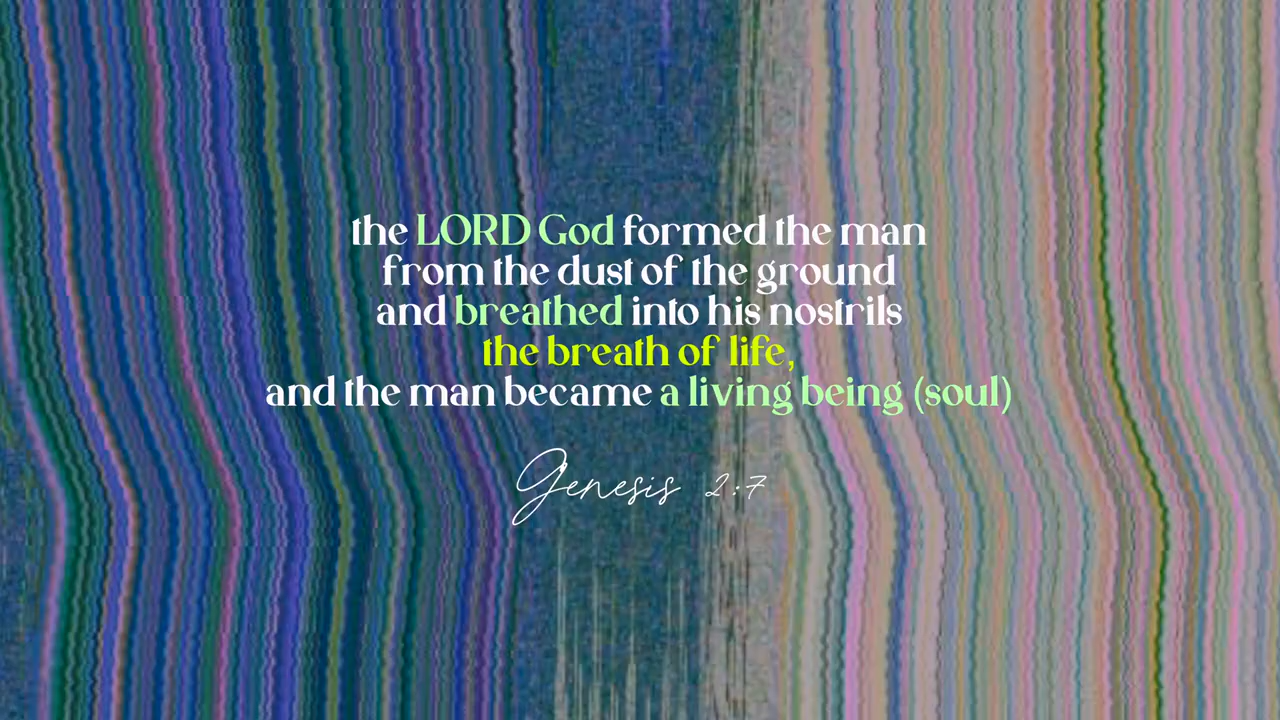 the LORD God formed the man
from the dust of the ground
and breathed into his nostrils
the breath of life,
and the man became a living being (soul)
Genesis 2:7